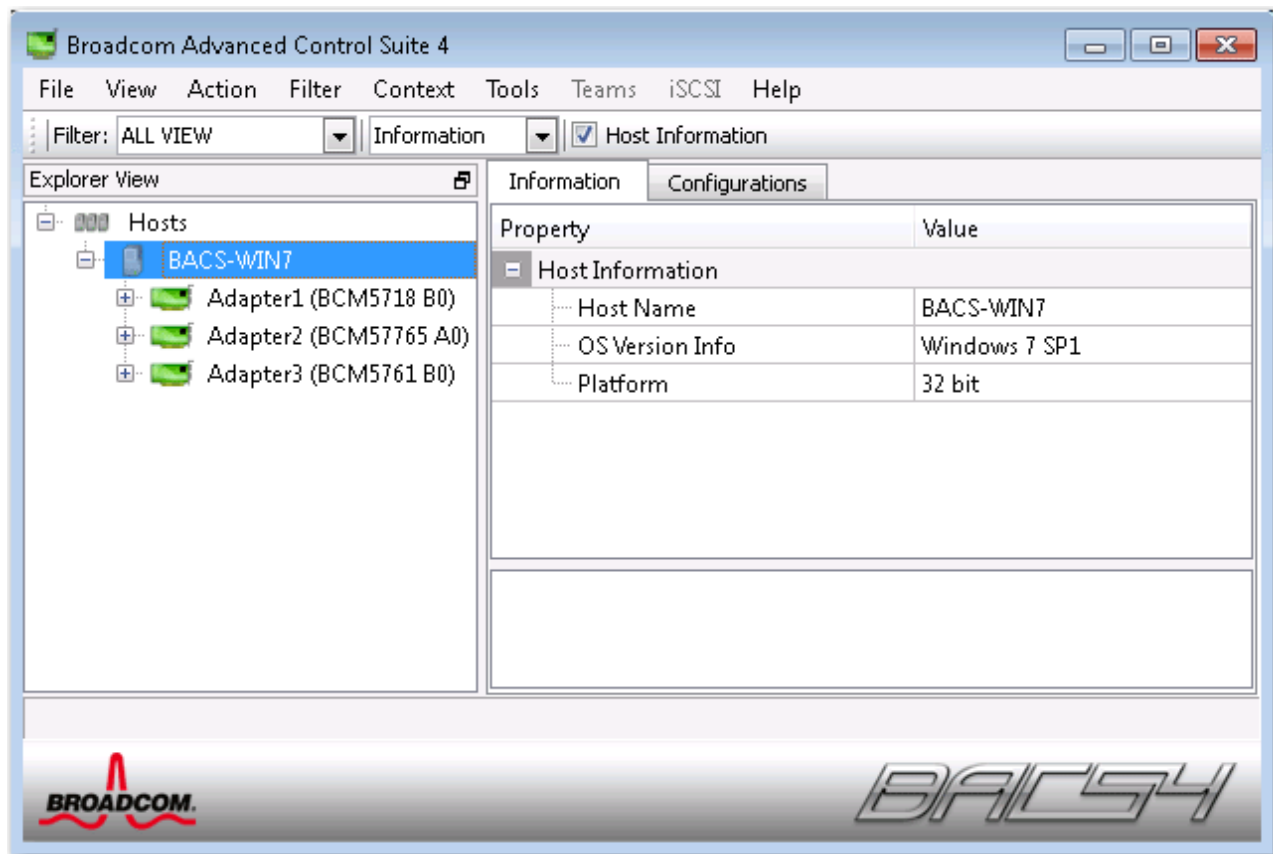 Broadcom Advanced Control Suite 4
File View Action Filter Context Tools Teams iSCSI Help
Filter: ALL VIEW Information Host Information
Explorer View
Hosts
BACS-WIN7
Adapter1 (BCM5718 B0)
Adapter2 (BCM57765 A0)
Adapter3 (BCM5761 B0)
Information Configurations
Property Value
Host Information
Host Name BACS-WIN7
OS Version Info Windows 7 SP1
Platform 32 bit
BROADCOM.
BACS4